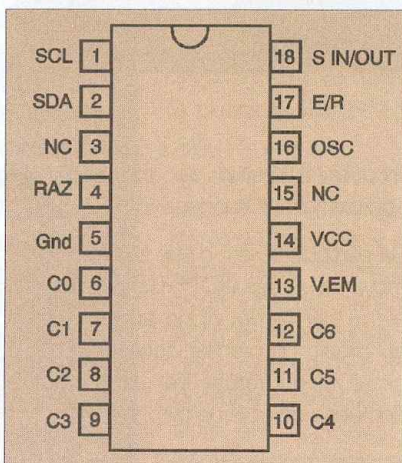 SCL 1 18 S IN/OUT
SDA 2 17 E/R
NC 3 16 OSC
RAZ 4 15 NC
Gnd 5 14 VCC
C0 6 13 V.EM
C1 7 12 C6
C2 8 11 C5
C3 9 10 C4